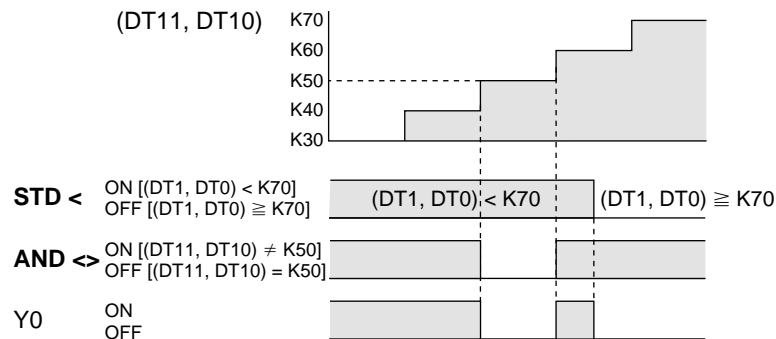 (DT11, DT10)
K70
K60
K50
K40
K30
STD <
ON [(DT1, DT0) < K70]
OFF [(DT1, DT0) ≧ K70]
(DT1, DT0) < K70
(DT1, DT0) ≧ K70
AND <>
ON [(DT11, DT10) ≠ K50]
OFF [(DT11, DT10) = K50]
Y0
ON
OFF